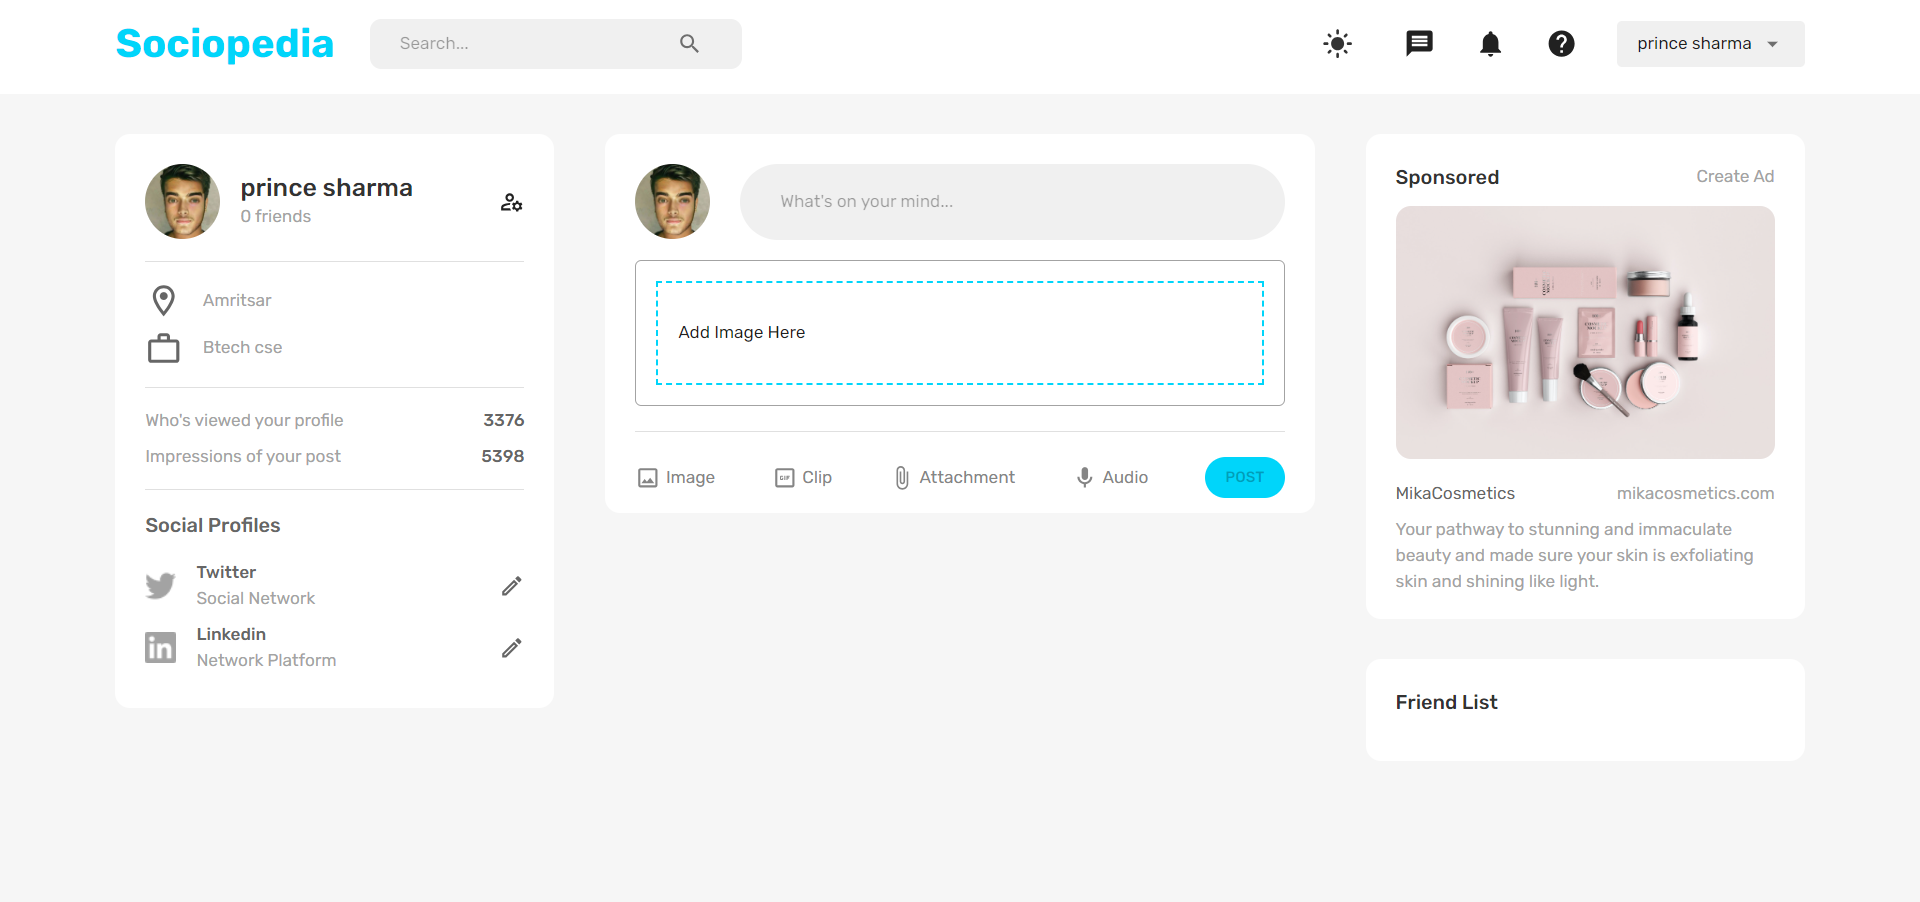 Sociopedia
Search...
prince sharma
prince sharma
0 friends
Amritsar
Btech cse
Who's viewed your profile 3376
Impressions of your post 5398
Social Profiles
Twitter
Social Network
Linkedin
Network Platform
What's on your mind...
Add Image Here
Image
GIF
Clip
Attachment
Audio
POST
Sponsored
Create Ad
MikaCosmetics
mikacosmetics.com
Your pathway to stunning and immaculate
beauty and made sure your skin is exfoliating
skin and shining like light.
Friend List